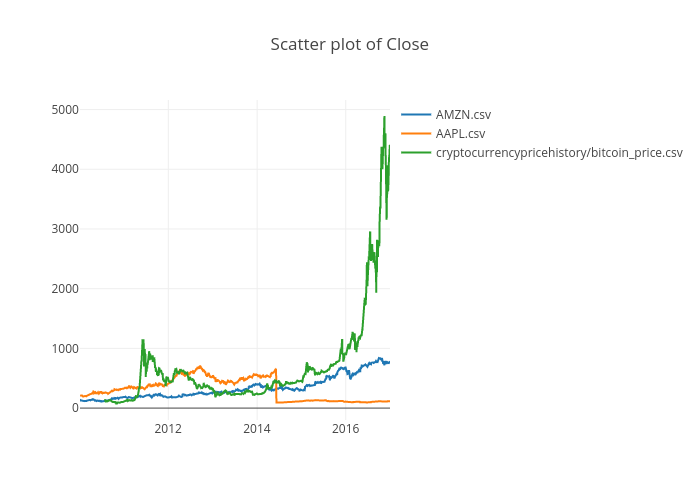 Scatter plot of Close
5000
4000
3000
2000
1000
0
2012
2014
2016
AMZN.csv
AAPL.csv
cryptocurrencypricehistory/bitcoin_price.csv